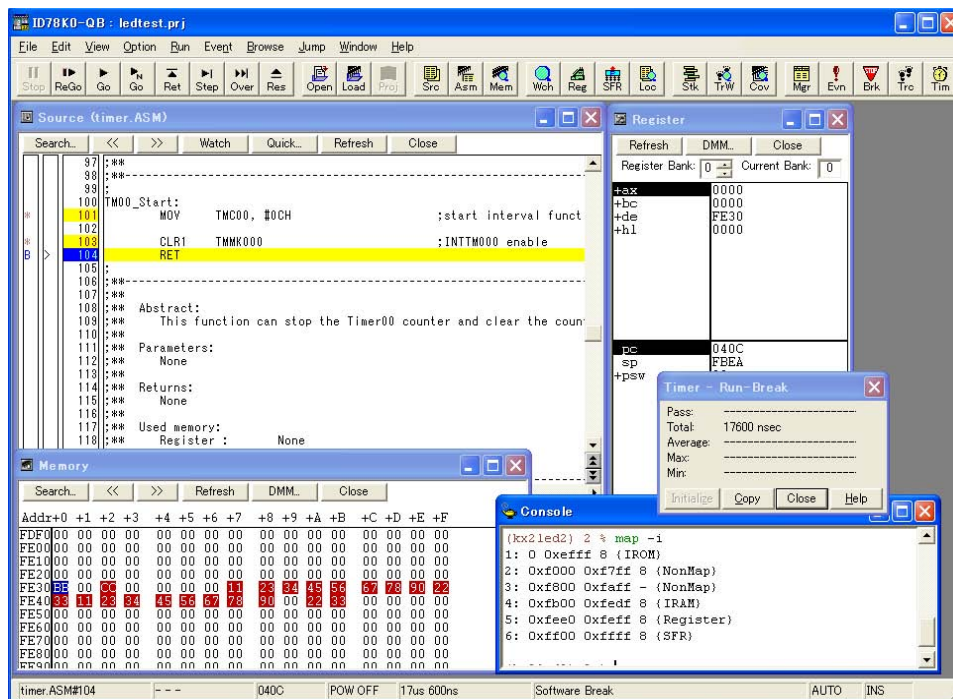 ID78K0-QB : ledtest.prj
File Edit View Option Run Event Browse Jump Window Help
Stop ReGo Go Go Ret Step Over Res Open Load Proj Src Asm Mem Wch Reg SFR Loc Stk TrW Cov Mgr Evn Brk Trc Tim
Source (timer.ASM)
Search... << >> Watch Quick... Refresh Close
97 ;**
98 ;**-----------------------------------------------------------------
99 ;
100 TM00_Start:
* 101 MOV TMC00, #0CH ;start interval funct
102
* 103 CLR1 TMMK000 ;INTTM000 enable
B > 104 RET
105 ;
106 ;**-----------------------------------------------------------------
107 ;**
108 ;** Abstract:
109 ;** This function can stop the Timer00 counter and clear the coun
110 ;**
111 ;** Parameters:
112 ;** None
113 ;**
114 ;** Returns:
115 ;** None
116 ;**
117 ;** Used memory:
118 ;** Register : None
Register
Refresh DMM... Close
Register Bank: 0 Current Bank: 0
+ax 0000
+bc 0000
+de FE30
+hl 0000
pc 040C
sp FBEA
+psw
Timer - Run-Break
Pass: ----------------------
Total: 17600 nsec
Average: ----------------------
Max: ----------------------
Min: ----------------------
Initialize Copy Close Help
Memory
Search... << >> Refresh DMM... Close
Addr +0 +1 +2 +3 +4 +5 +6 +7 +8 +9 +A +B +C +D +E +F
FDF0 00 00 00 00 00 00 00 00 00 00 00 00 00 00 00 00
FE00 00 00 00 00 00 00 00 00 00 00 00 00 00 00 00 00
FE10 00 00 00 00 00 00 00 00 00 00 00 00 00 00 00 00
FE20 00 00 00 00 00 00 00 00 00 00 00 00 00 00 00 00
FE30 BB 00 CC 00 00 00 00 11 23 34 45 56 67 78 90 22
FE40 33 11 23 34 45 56 67 78 90 00 22 33 00 00 00 00
FE50 00 00 00 00 00 00 00 00 00 00 00 00 00 00 00 00
FE60 00 00 00 00 00 00 00 00 00 00 00 00 00 00 00 00
FE70 00 00 00 00 00 00 00 00 00 00 00 00 00 00 00 00
FE80 00 00 00 00 00 00 00 00 00 00 00 00 00 00 00 00
FE90 00 00 00 00 00 00 00 00 00 00 00 00 00 00 00 00
Console
(kx2led2) 2 % map -i
1: 0 0xefff 8 {IROM}
2: 0xf000 0xf7ff 8 {NonMap}
3: 0xf800 0xfaff - {NonMap}
4: 0xfb00 0xfedf 8 {IRAM}
5: 0xfee0 0xfeff 8 {Register}
6: 0xff00 0xffff 8 {SFR}
timer.ASM#104 --- 040C POW OFF 17us 600ns Software Break AUTO INS